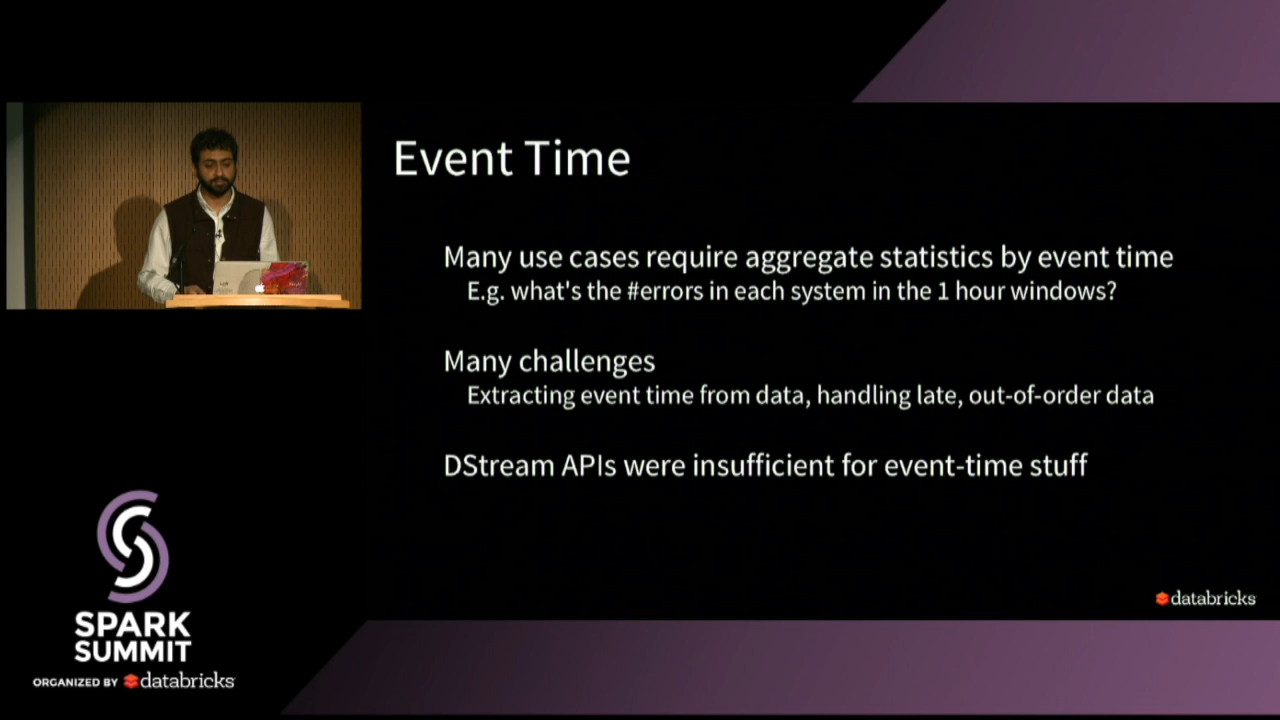 Event Time
Many use cases require aggregate statistics by event time
E.g. what's the #errors in each system in the 1 hour windows?
Many challenges
Extracting event time from data, handling late, out-of-order data
DStream APIs were insufficient for event-time stuff
databricks
SPARK
SUMMIT
ORGANIZED BY databricks